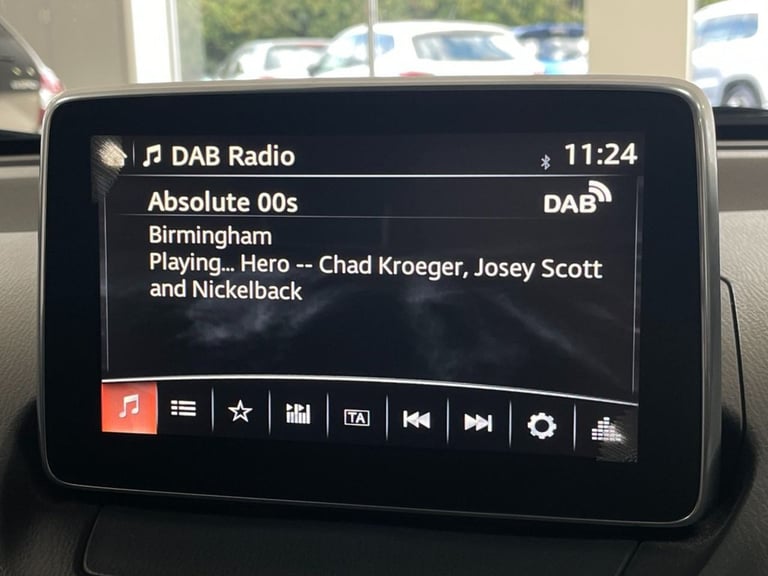 DAB Radio
11:24
Absolute 00s
DAB
Birmingham
Playing... Hero -- Chad Kroeger, Josey Scott
and Nickelback
TA